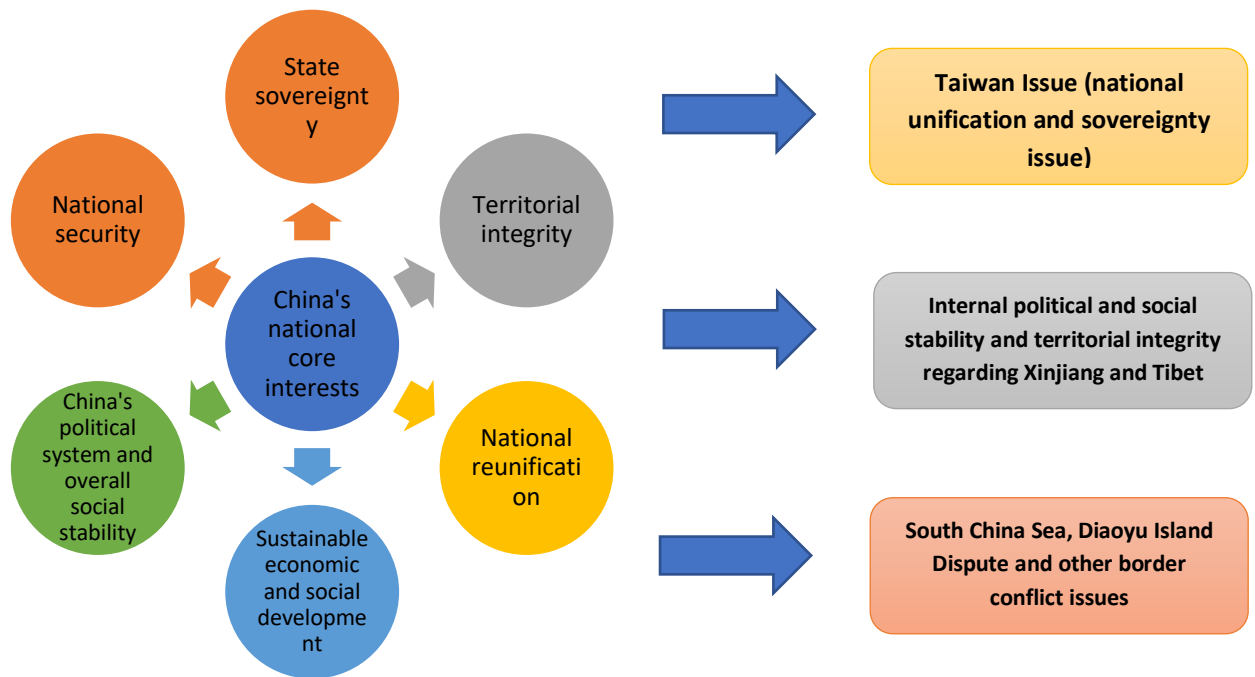 State
sovereignt
y
National
security
Territorial
integrity
China's
national
core
interests
China's
political
system and
overall
social
stability
National
reunificati
on
Sustainable
economic
and social
developme
nt
Taiwan Issue (national
unification and sovereignty
issue)
Internal political and social
stability and territorial integrity
regarding Xinjiang and Tibet
South China Sea, Diaoyu Island
Dispute and other border
conflict issues